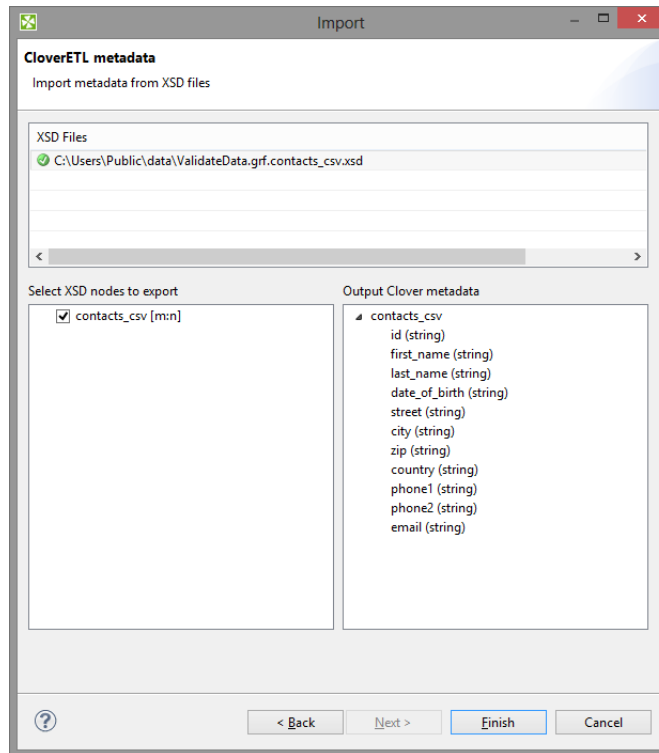 Import
CloverETL metadata
Import metadata from XSD files
XSD Files
C:\Users\Public\data\ValidateData.grf.contacts_csv.xsd
Select XSD nodes to export
contacts_csv [m:n]
Output Clover metadata
contacts_csv
id (string)
first_name (string)
last_name (string)
date_of_birth (string)
street (string)
city (string)
zip (string)
country (string)
phone1 (string)
phone2 (string)
email (string)
< Back Next > Finish Cancel